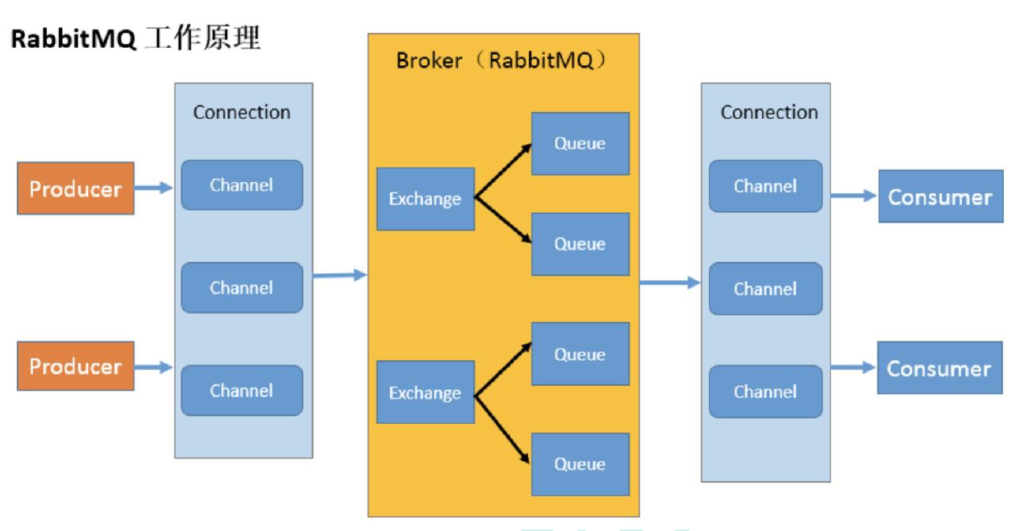 RabbitMQ 工作原理
Broker（RabbitMQ）
Connection
Connection
Producer
Channel
Exchange
Queue
Queue
Channel
Consumer
Channel
Channel
Producer
Channel
Exchange
Queue
Queue
Channel
Consumer